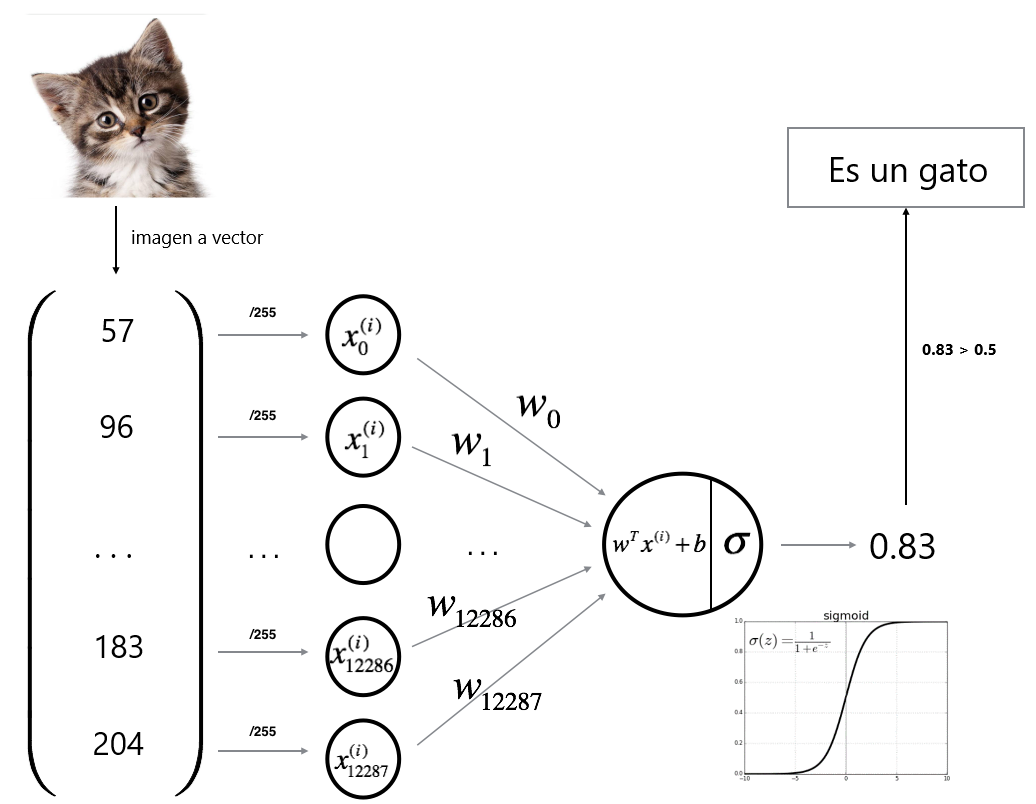 imagen a vector
Es un gato
57
/255
x_0^{(i)}
w_0
0.83 > 0.5
96
/255
x_1^{(i)}
w_1
. . .
. . .
. . .
w^T x^{(i)} + b
σ
0.83
183
/255
x_{12286}^{(i)}
w_{12286}
204
/255
x_{12287}^{(i)}
w_{12287}
sigmoid
σ(z) = \frac{1}{1+e^{-z}}
1.0
0.8
0.6
0.4
0.2
0.0
-10 -5 0 5 10